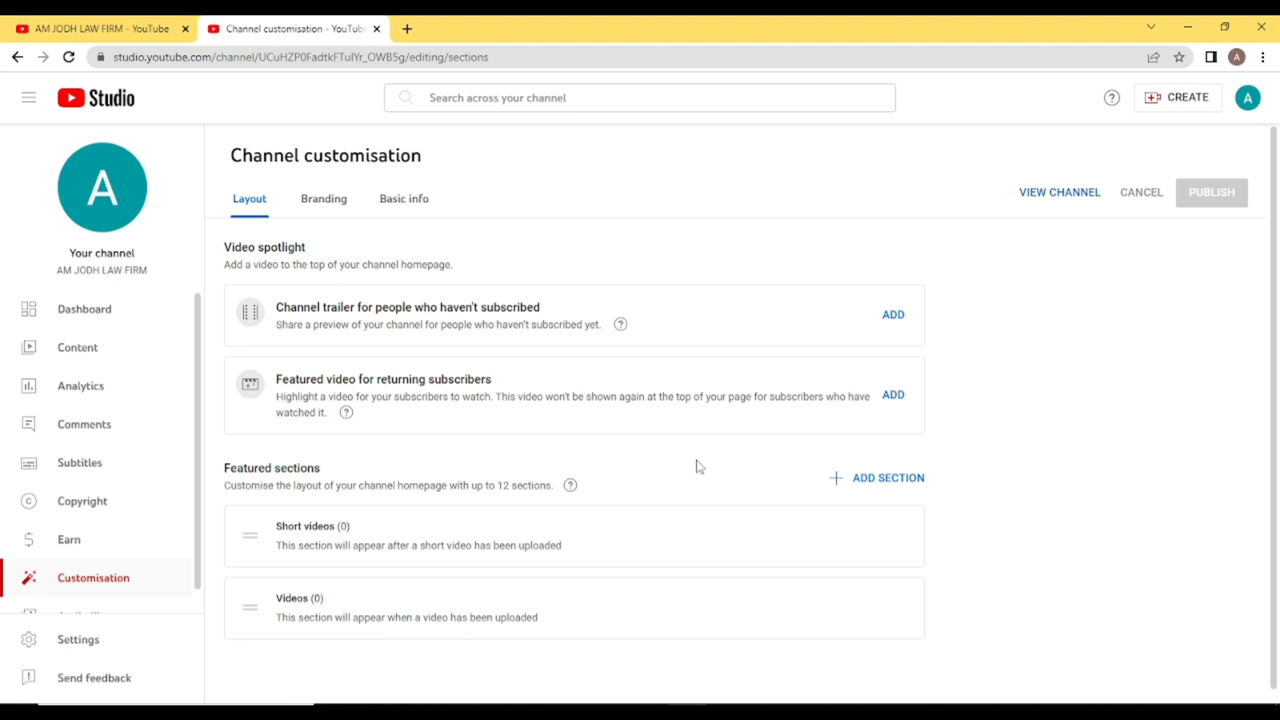 AM JODH LAW FIRM - YouTube
Channel customisation - YouTub
studio.youtube.com/channel/UCuHZP0FadtkFTulYr_OWB5g/editing/sections
A
Studio
Search across your channel
CREATE
A
A
Your channel
AM JODH LAW FIRM
Dashboard
Content
Analytics
Comments
Subtitles
Copyright
Earn
Customisation
Settings
Send feedback
Channel customisation
Layout
Branding
Basic info
VIEW CHANNEL
CANCEL
PUBLISH
Video spotlight
Add a video to the top of your channel homepage.
Channel trailer for people who haven't subscribed
Share a preview of your channel for people who haven't subscribed yet.
ADD
Featured video for returning subscribers
Highlight a video for your subscribers to watch. This video won't be shown again at the top of your page for subscribers who have
watched it.
ADD
Featured sections
Customise the layout of your channel homepage with up to 12 sections.
ADD SECTION
Short videos (0)
This section will appear after a short video has been uploaded
Videos (0)
This section will appear when a video has been uploaded